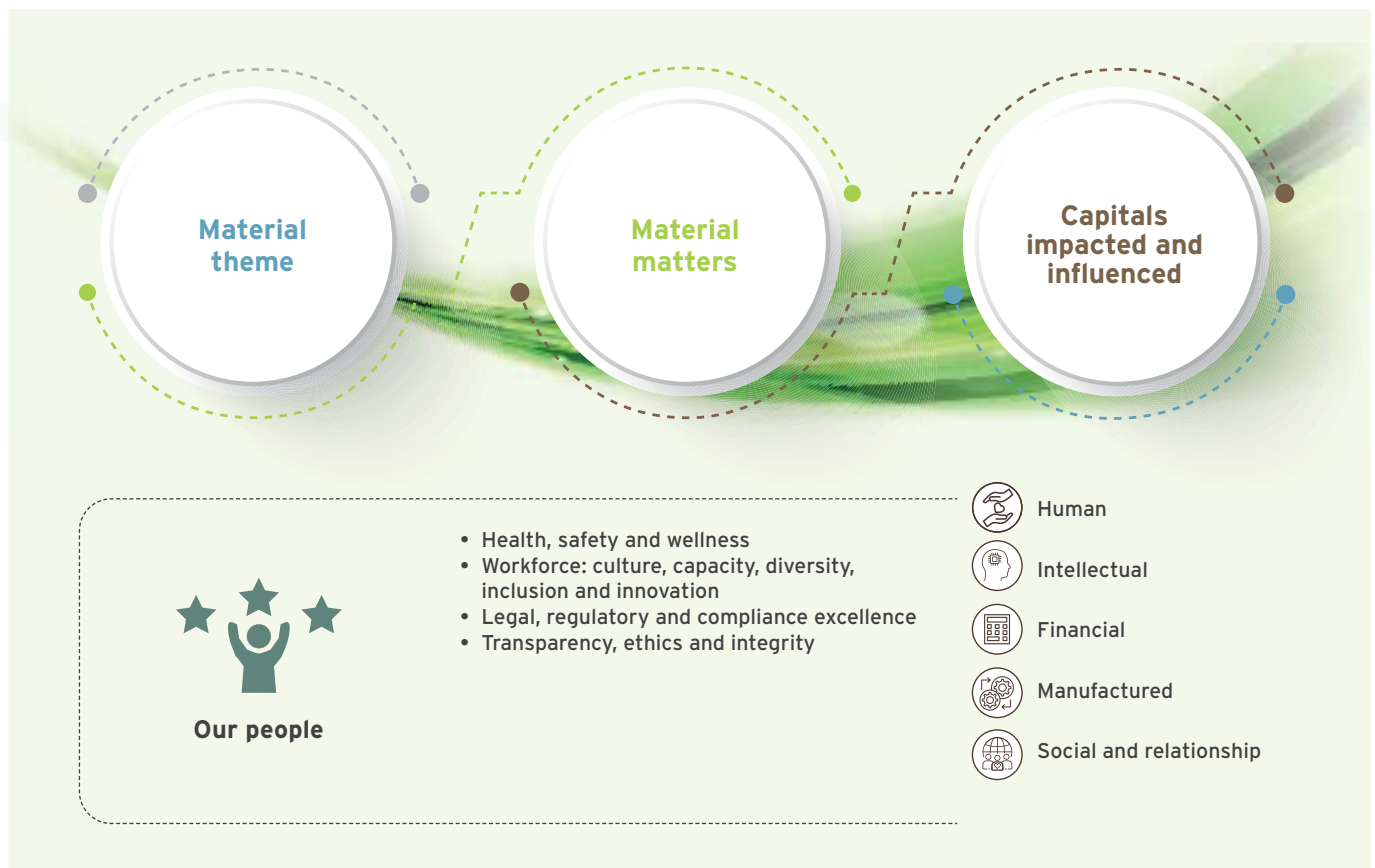 Material
theme
Material
matters
Capitals
impacted and
influenced
Our people
• Health, safety and wellness
• Workforce: culture, capacity, diversity,
inclusion and innovation
• Legal, regulatory and compliance excellence
• Transparency, ethics and integrity
Human
Intellectual
Financial
Manufactured
Social and relationship